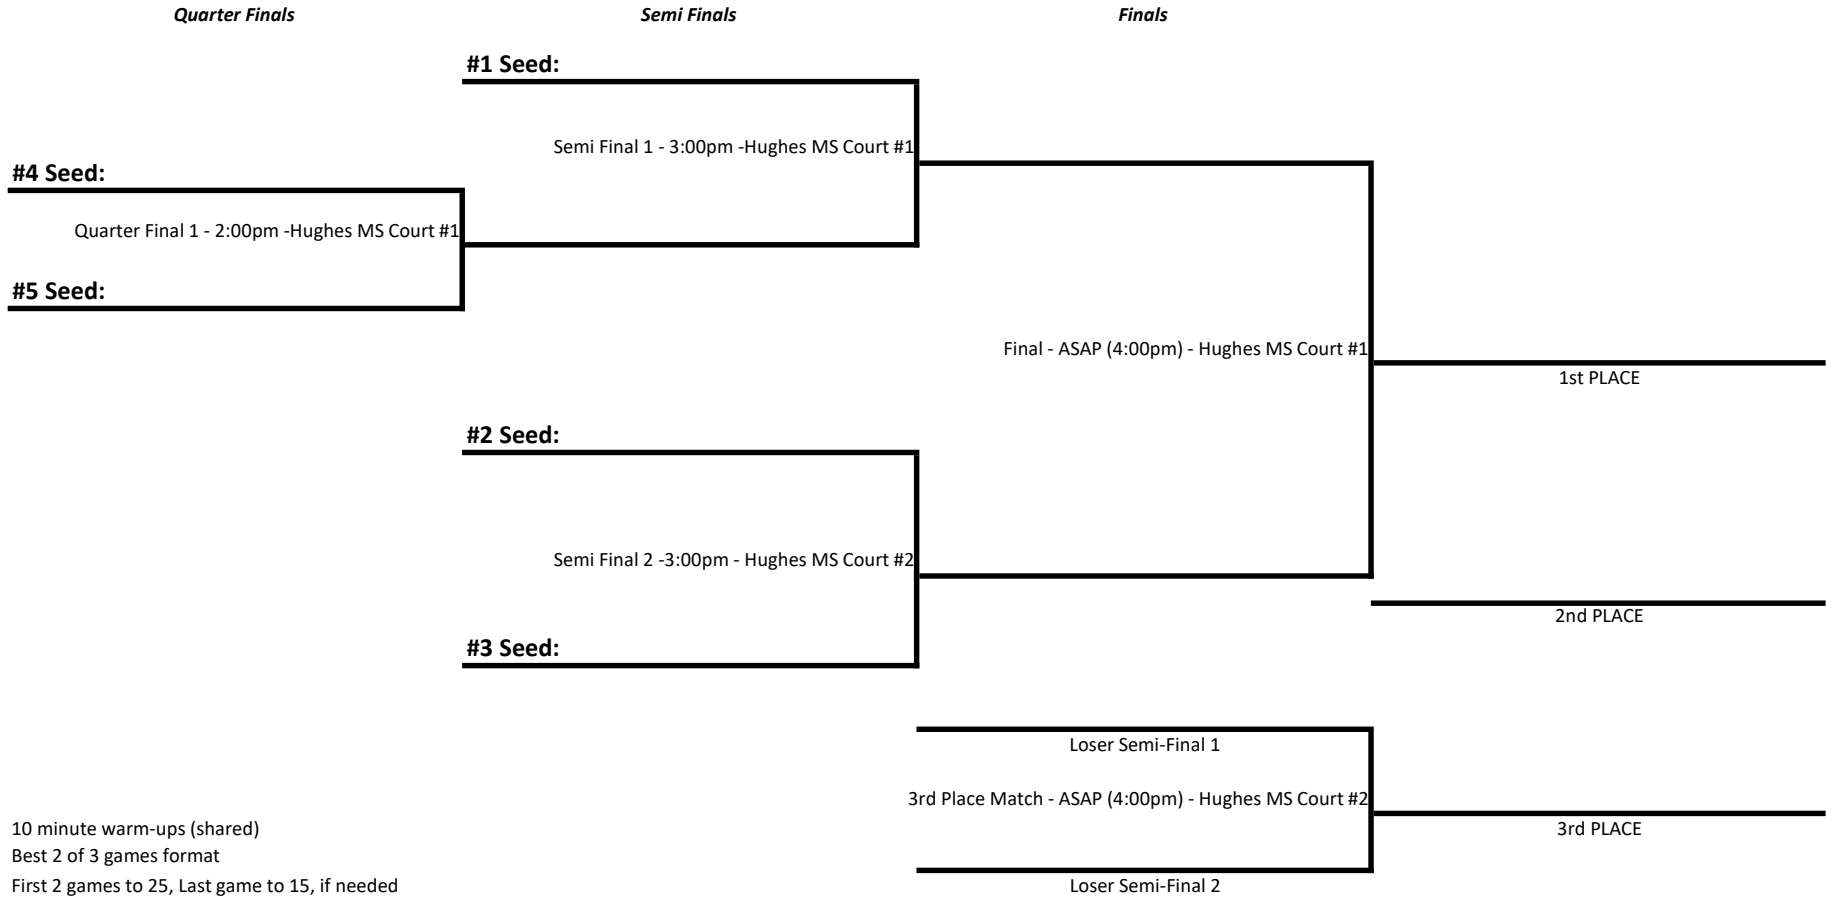 Quarter Finals
Semi Finals
Finals
#1 Seed:
Semi Final 1 - 3:00pm -Hughes MS Court #1
#4 Seed:
Quarter Final 1 - 2:00pm -Hughes MS Court #1
#5 Seed:
Final - ASAP (4:00pm) - Hughes MS Court #1
1st PLACE
#2 Seed:
Semi Final 2 -3:00pm - Hughes MS Court #2
2nd PLACE
#3 Seed:
Loser Semi-Final 1
3rd Place Match - ASAP (4:00pm) - Hughes MS Court #2
3rd PLACE
Loser Semi-Final 2
10 minute warm-ups (shared)
Best 2 of 3 games format
First 2 games to 25, Last game to 15, if needed